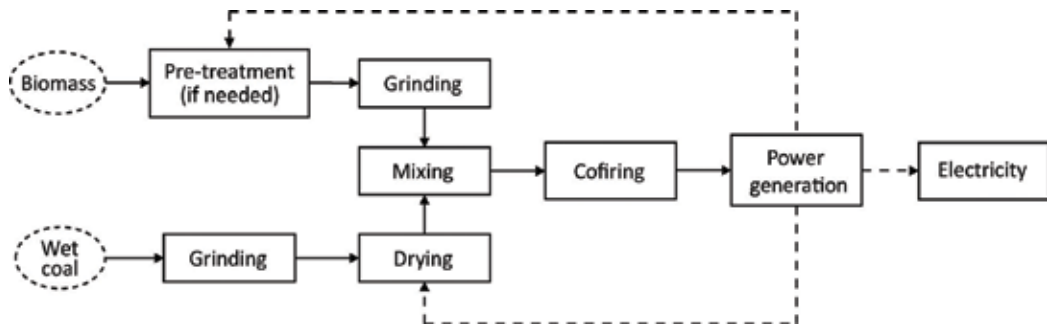 Biomass
Pre-treatment
(if needed)
Grinding
Mixing
Cofiring
Power
generation
Electricity
Wet
coal
Grinding
Drying